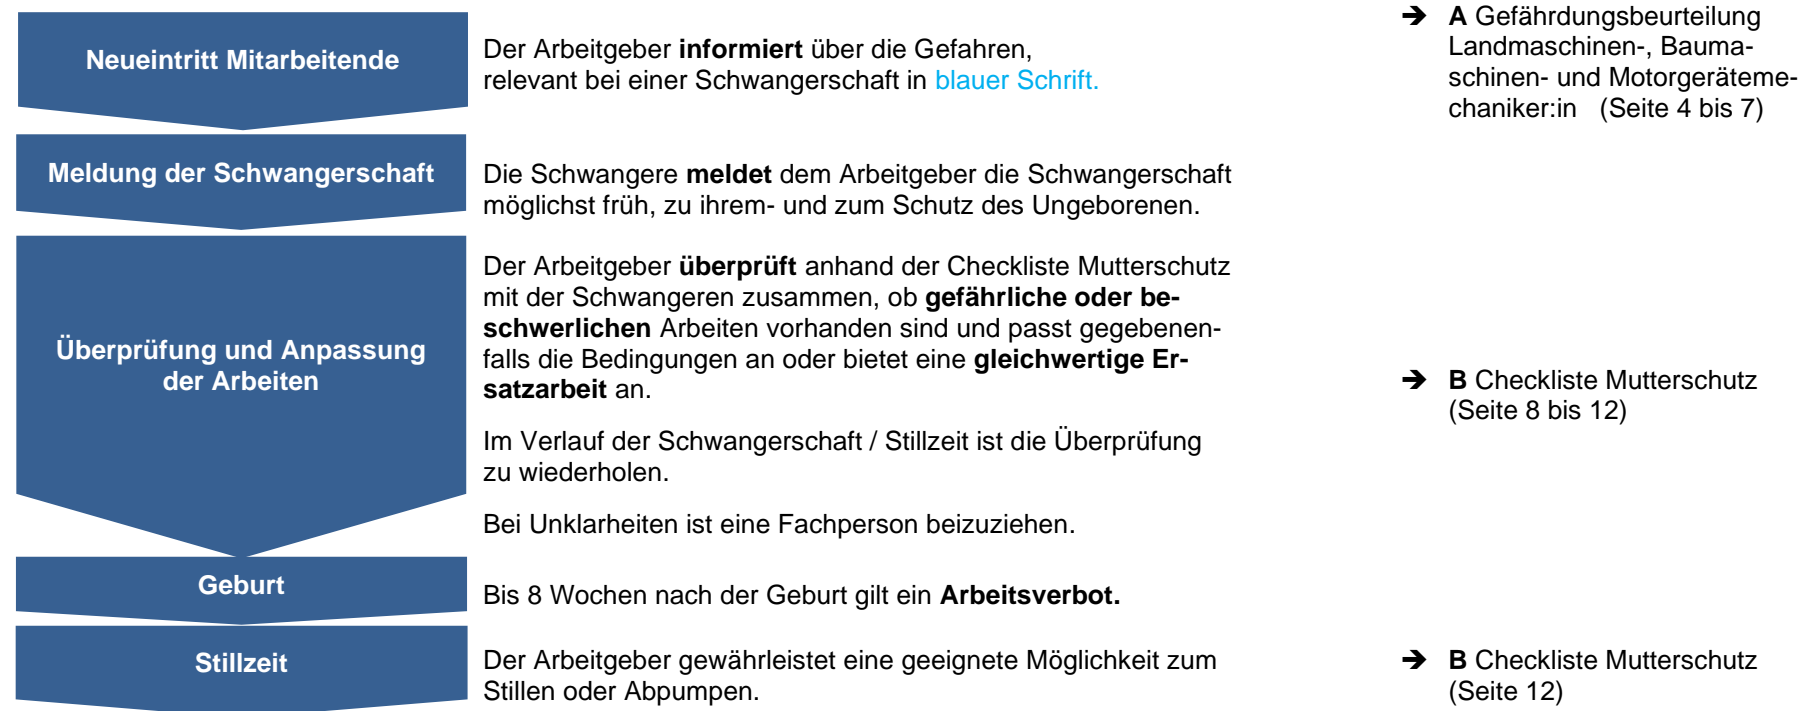 Neueintritt Mitarbeitende
Der Arbeitgeber informiert über die Gefahren,
relevant bei einer Schwangerschaft in blauer Schrift.
➔ A Gefährdungsbeurteilung
Landmaschinen-, Bauma-
schinen- und Motorgeräteme-
chaniker:in (Seite 4 bis 7)
Meldung der Schwangerschaft
Die Schwangere meldet dem Arbeitgeber die Schwangerschaft
möglichst früh, zu ihrem- und zum Schutz des Ungeborenen.
Überprüfung und Anpassung
der Arbeiten
Der Arbeitgeber überprüft anhand der Checkliste Mutterschutz
mit der Schwangeren zusammen, ob gefährliche oder be-
schwerlichen Arbeiten vorhanden sind und passt gegebenen-
falls die Bedingungen an oder bietet eine gleichwertige Er-
satzarbeit an.
Im Verlauf der Schwangerschaft / Stillzeit ist die Überprüfung
zu wiederholen.
Bei Unklarheiten ist eine Fachperson beizuziehen.
➔ B Checkliste Mutterschutz
(Seite 8 bis 12)
Geburt
Bis 8 Wochen nach der Geburt gilt ein Arbeitsverbot.
Stillzeit
Der Arbeitgeber gewährleistet eine geeignete Möglichkeit zum
Stillen oder Abpumpen.
➔ B Checkliste Mutterschutz
(Seite 12)